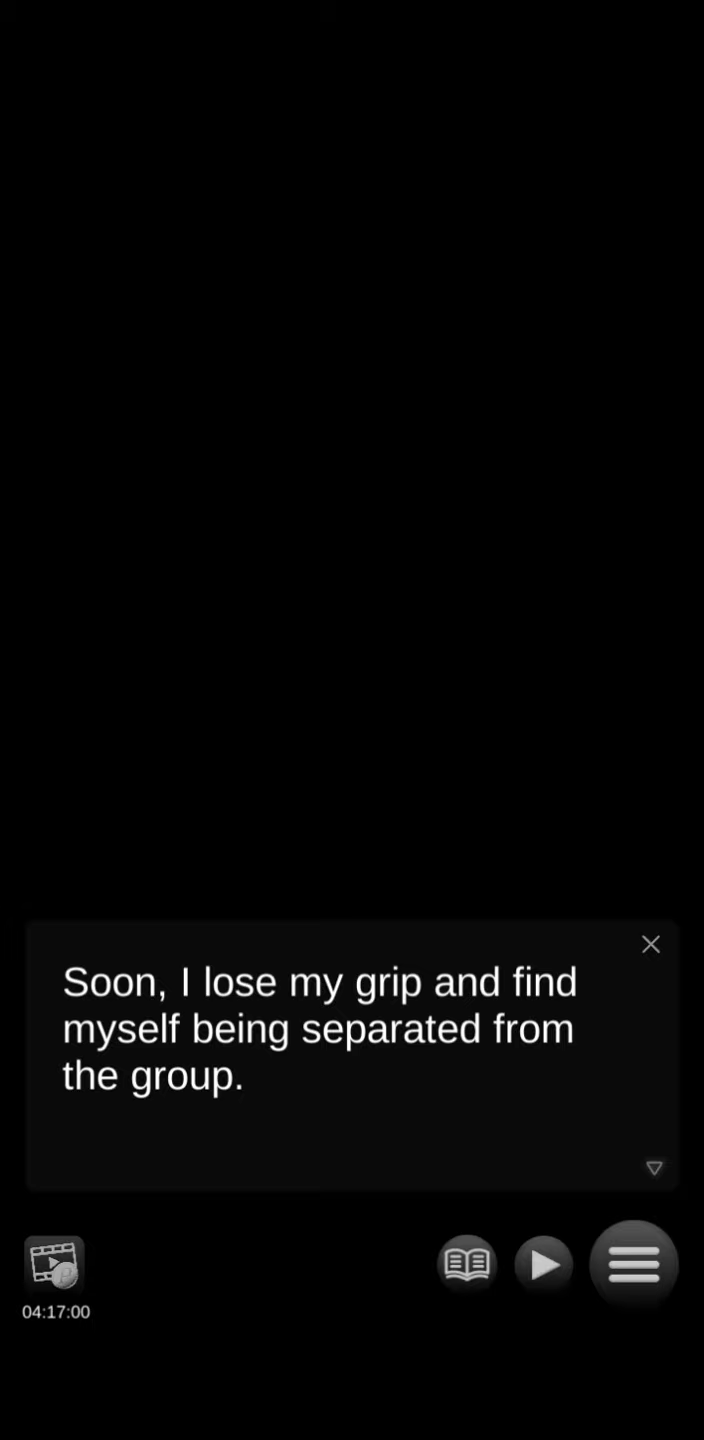 Soon, I lose my grip and find
myself being separated from
the group.
04:17:00